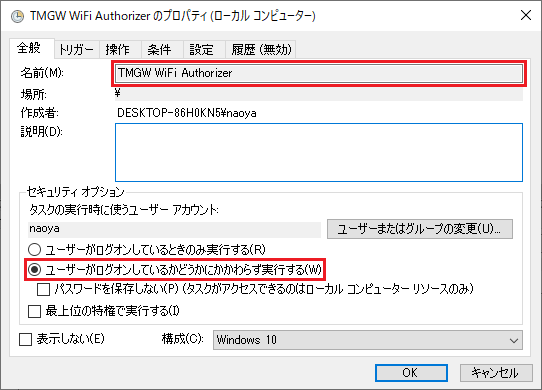 TMGW WiFi Authorizer のプロパティ (ローカル コンピューター)
全般 トリガー 操作 条件 設定 履歴 (無効)
名前(M): TMGW WiFi Authorizer
場所: ¥
作成者: DESKTOP-86H0KN5¥naoya
説明(D):
セキュリティ オプション
タスクの実行時に使うユーザー アカウント:
naoya ユーザーまたはグループの変更(U)...
ユーザーがログオンしているときのみ実行する(R)
ユーザーがログオンしているかどうかにかかわらず実行する(W)
パスワードを保存しない(P) (タスクがアクセスできるのはローカル コンピューター リソースのみ)
最上位の特権で実行する(I)
表示しない(E) 構成(C): Windows 10
OK キャンセル